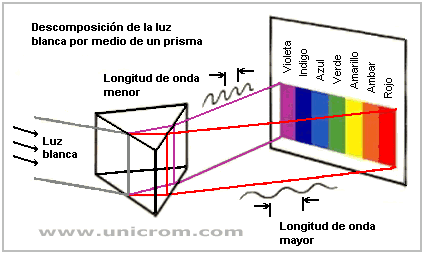 Descomposición de la luz
blanca por medio de un prisma
Longitud de onda
menor
Violeta
Indigo
Azul
Verde
Amarillo
Ambar
Rojo
Luz
blanca
Longitud de onda
mayor
www.unicrom.com